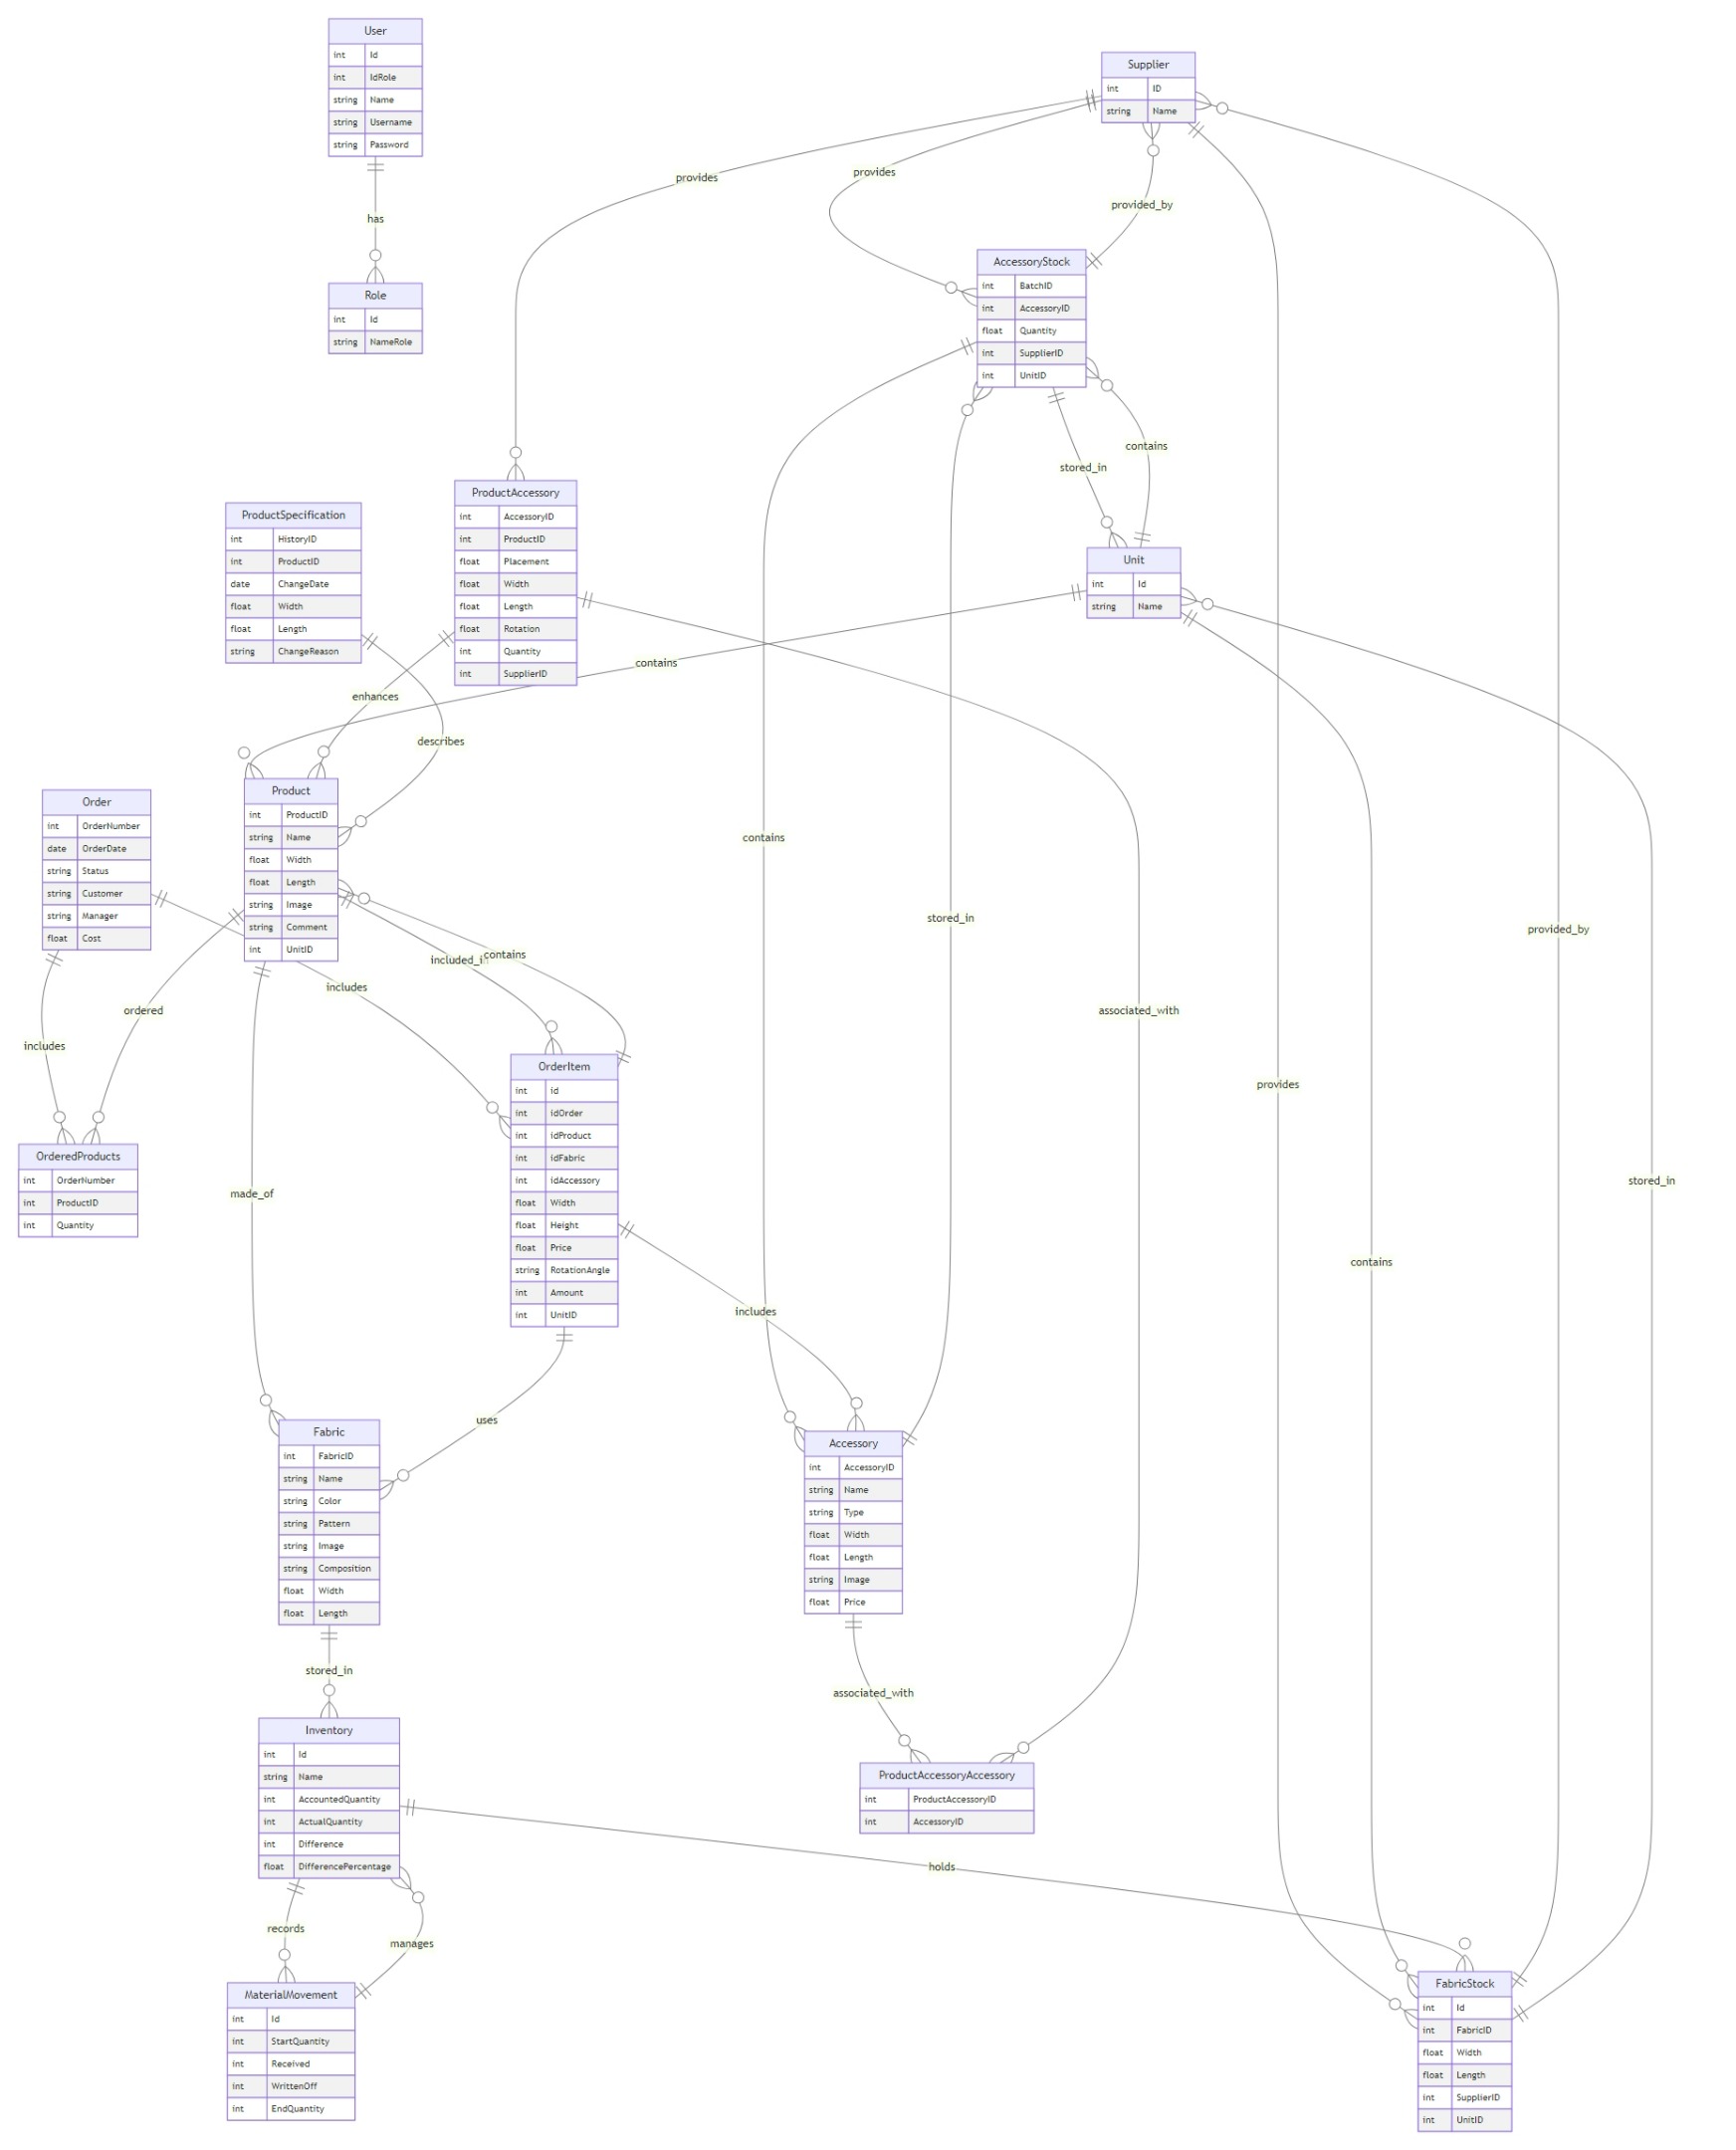 User
int Id
int IdRole
string Name
string Username
string Password
has
Role
int Id
string NameRole
Supplier
int ID
string Name
provides
provides
provided_by
AccessoryStock
int BatchID
int AccessoryID
float Quantity
int SupplierID
int UnitID
contains
stored_in
ProductAccessory
int AccessoryID
int ProductID
float Placement
float Width
float Length
float Rotation
int Quantity
int SupplierID
ProductSpecification
int HistoryID
int ProductID
date ChangeDate
float Width
float Length
string ChangeReason
Unit
int Id
string Name
contains
enhances
describes
Product
int ProductID
string Name
float Width
float Length
string Image
string Comment
int UnitID
Order
int OrderNumber
date OrderDate
string Status
string Customer
string Manager
float Cost
contains
stored_in
provided_by
included_in
contains
includes
ordered
associated_with
includes
OrderItem
int id
int idOrder
int idProduct
int idFabric
int idAccessory
float Width
float Height
float Price
string RotationAngle
int Amount
int UnitID
provides
OrderedProducts
int OrderNumber
int ProductID
int Quantity
made_of
stored_in
contains
includes
uses
Fabric
int FabricID
string Name
string Color
string Pattern
string Image
string Composition
float Width
float Length
Accessory
int AccessoryID
string Name
string Type
float Width
float Length
string Image
float Price
stored_in
associated_with
Inventory
int Id
string Name
int AccountedQuantity
int ActualQuantity
int Difference
float DifferencePercentage
ProductAccessoryAccessory
int ProductAccessoryID
int AccessoryID
holds
records
manages
MaterialMovement
int Id
int StartQuantity
int Received
int WrittenOff
int EndQuantity
FabricStock
int Id
int FabricID
float Width
float Length
int SupplierID
int UnitID